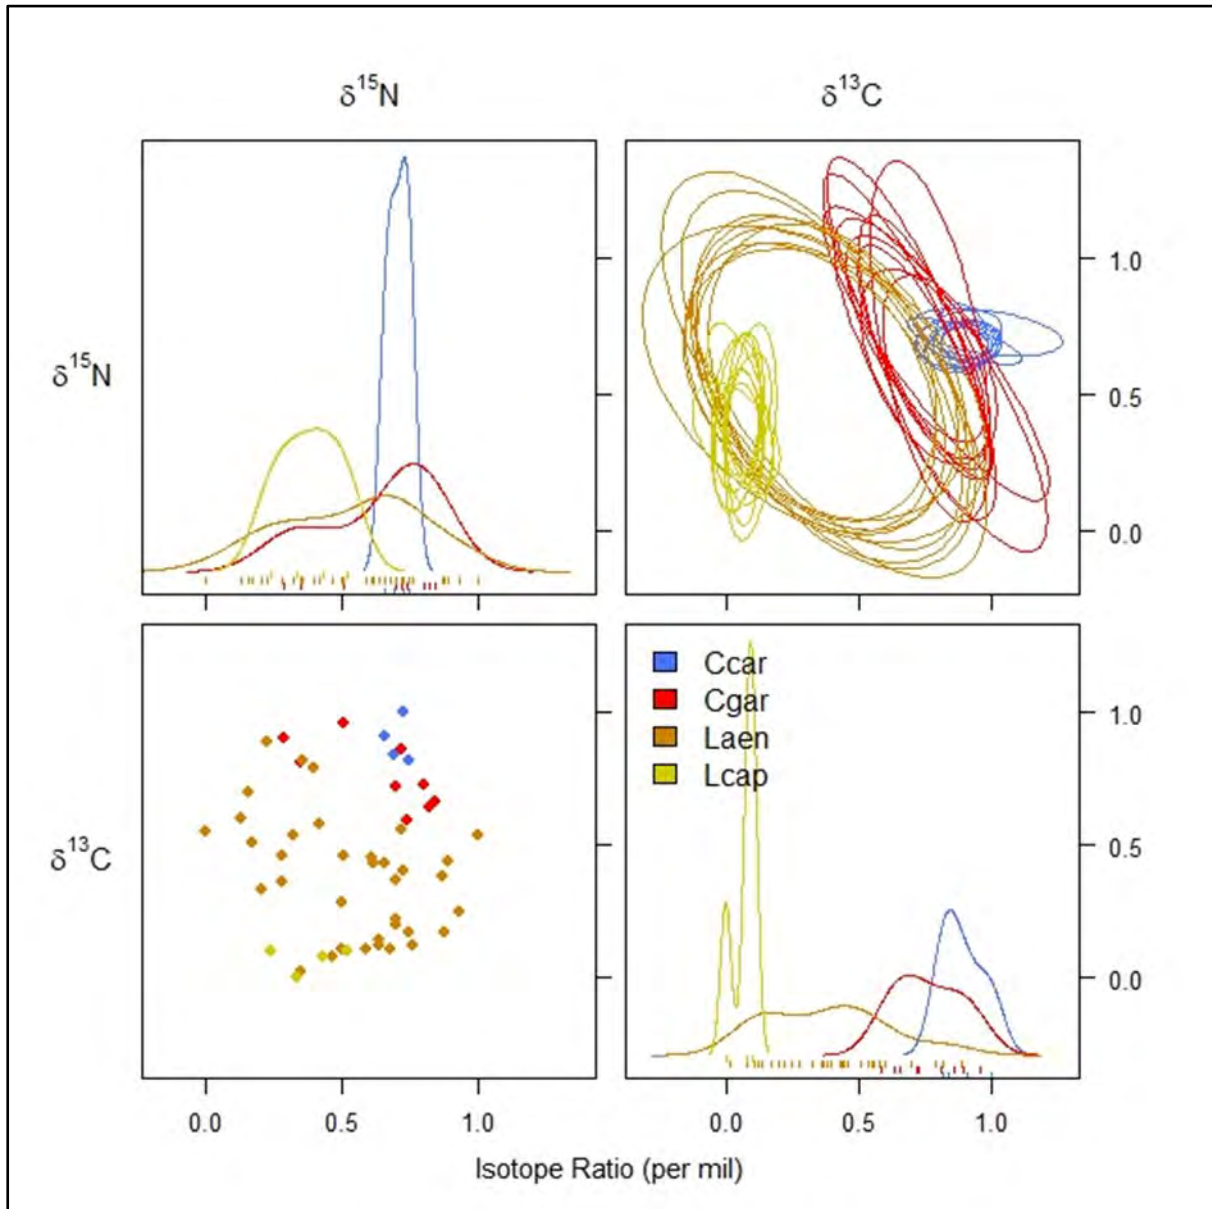 δ¹⁵N δ¹³C
δ¹⁵N
1.0
0.5
0.0
δ¹³C
Ccar
Cgar
Laen
Lcap
1.0
0.5
0.0
0.0 0.5 1.0 0.0 0.5 1.0
Isotope Ratio (per mil)